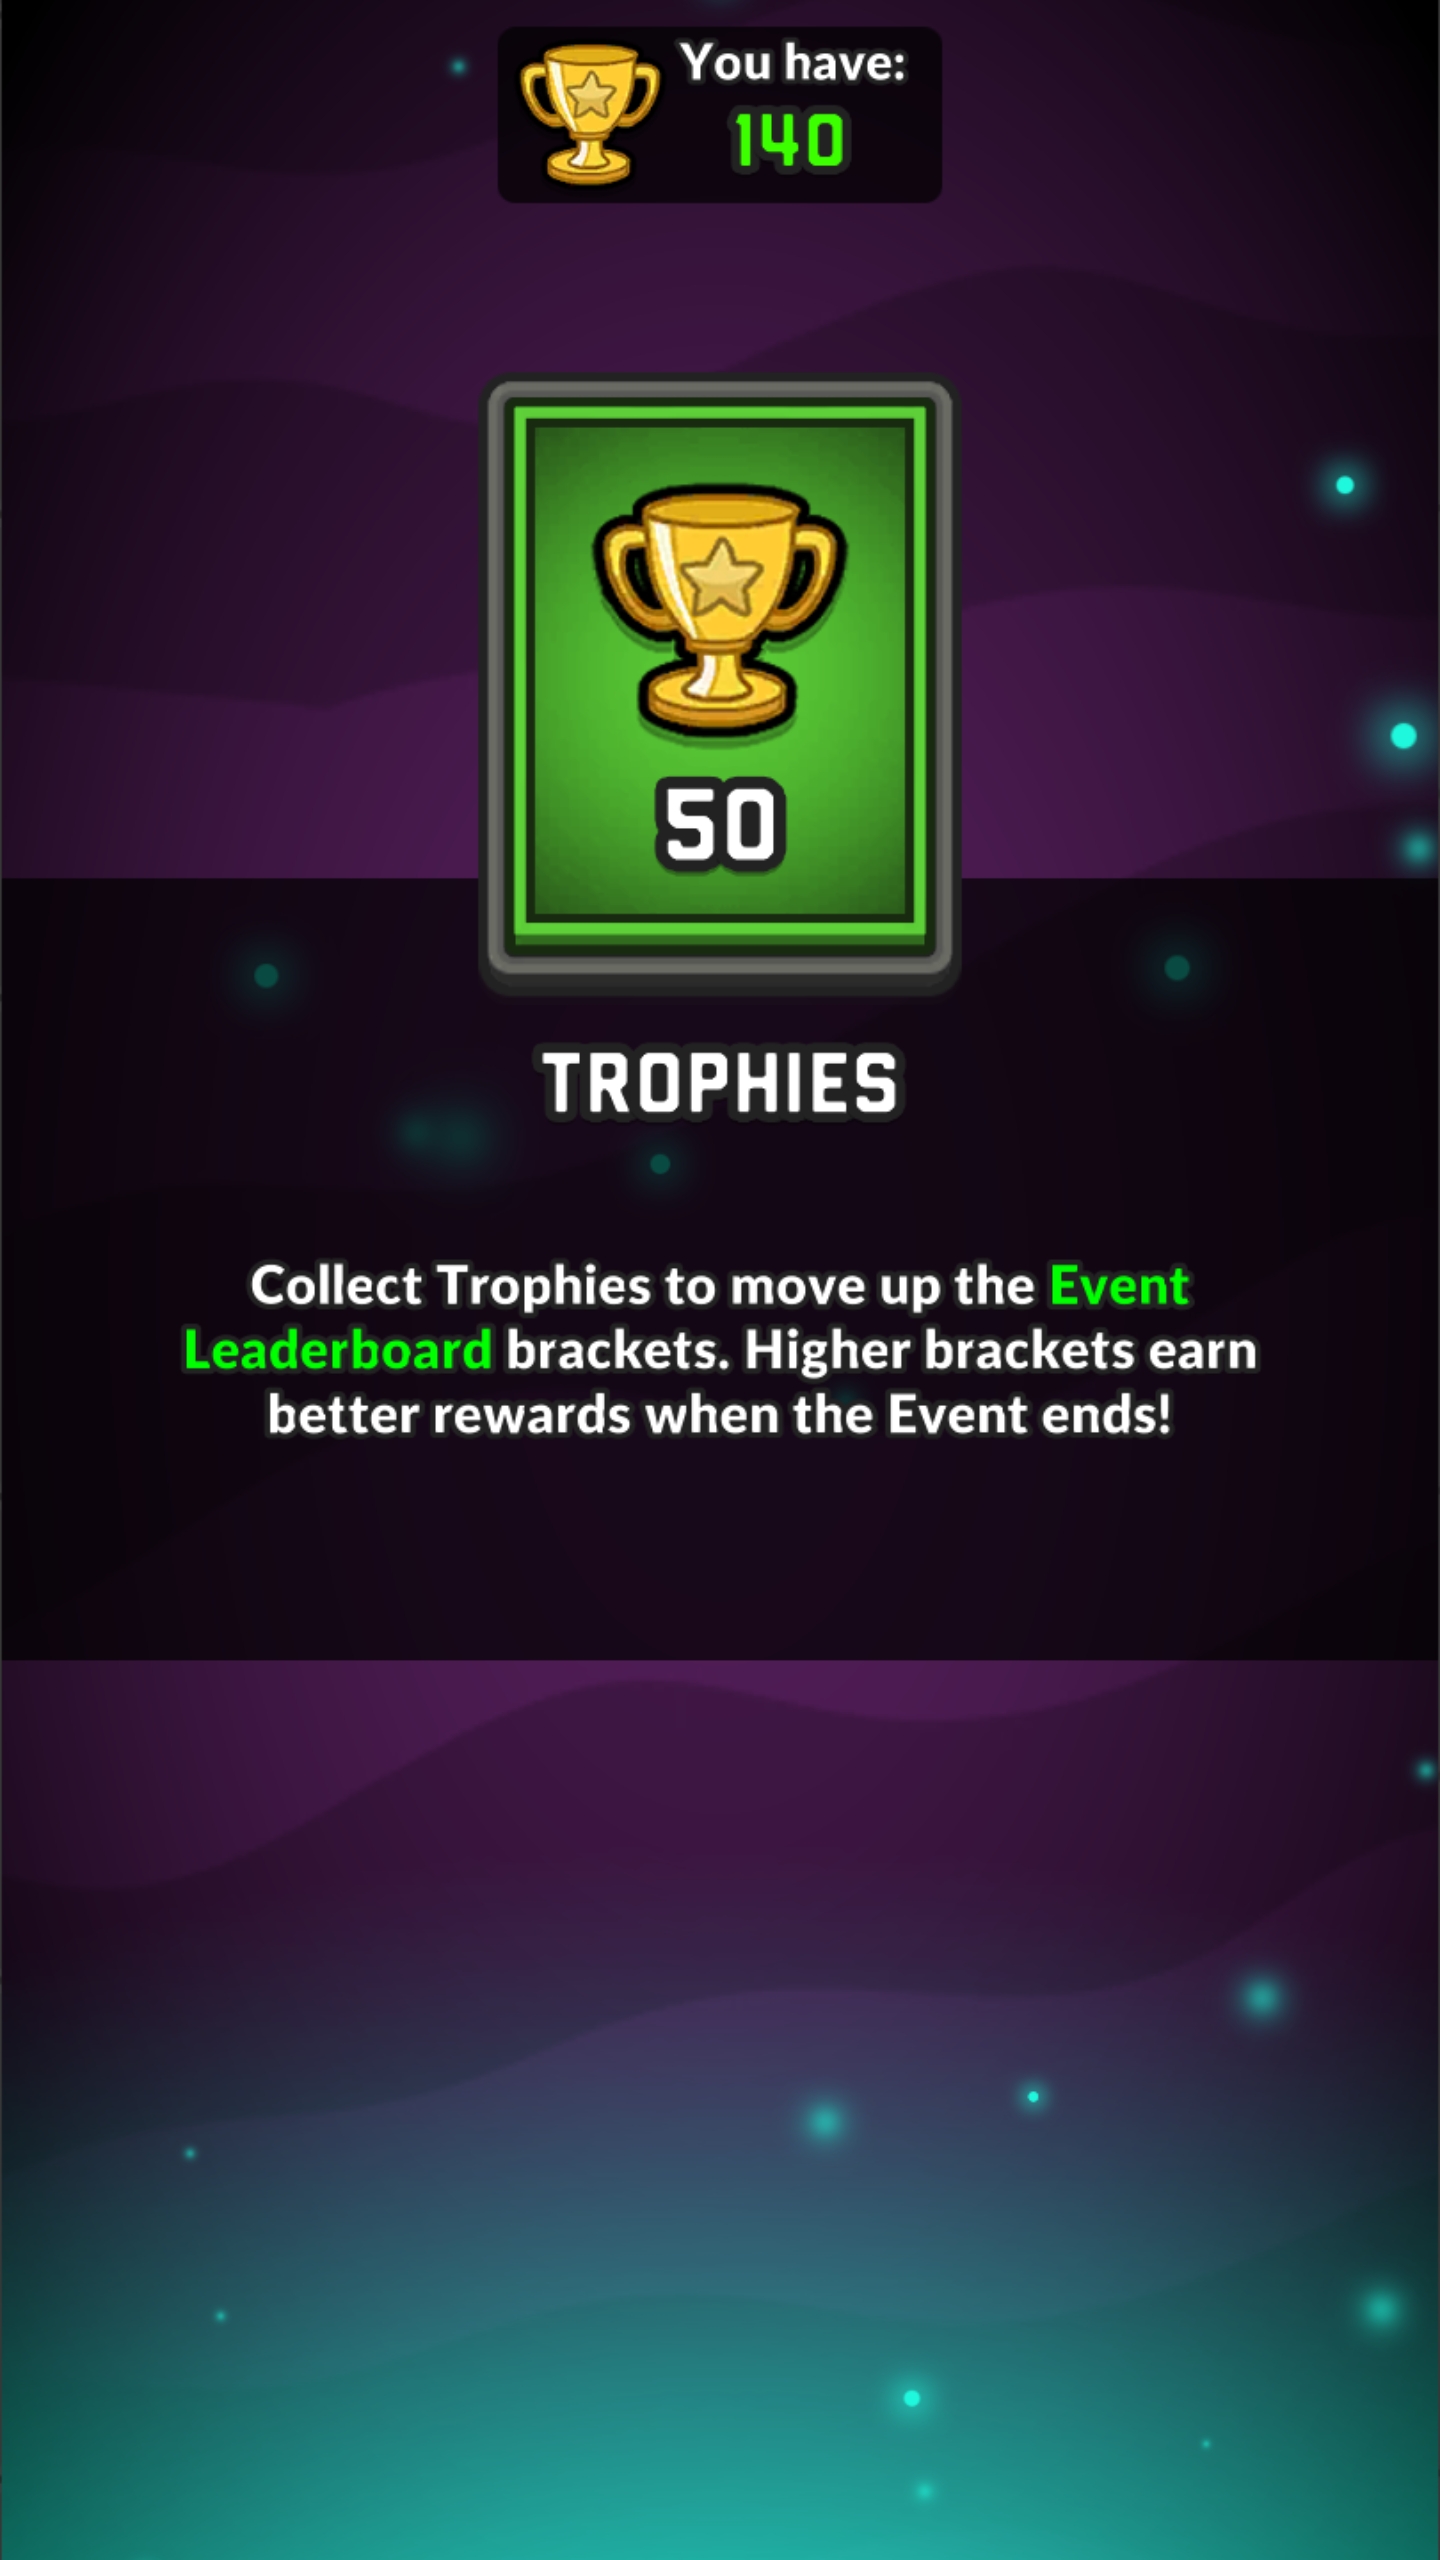 You have:
140
50
TROPHIES
Collect Trophies to move up the Event
Leaderboard brackets. Higher brackets earn
better rewards when the Event ends!